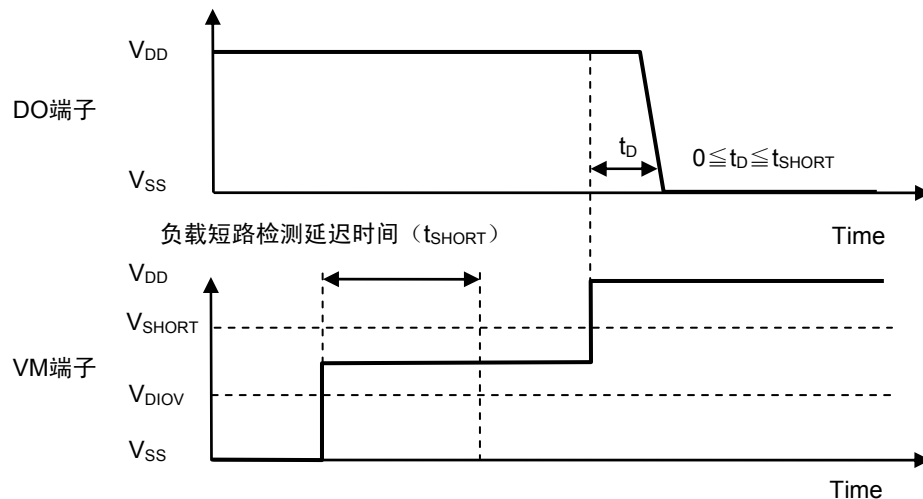 VDD
DO端子
tD
0≦tD≦tSHORT
VSS
负载短路检测延迟时间（tSHORT）
Time
VDD
VSHORT
VM端子
VDIOV
VSS
Time